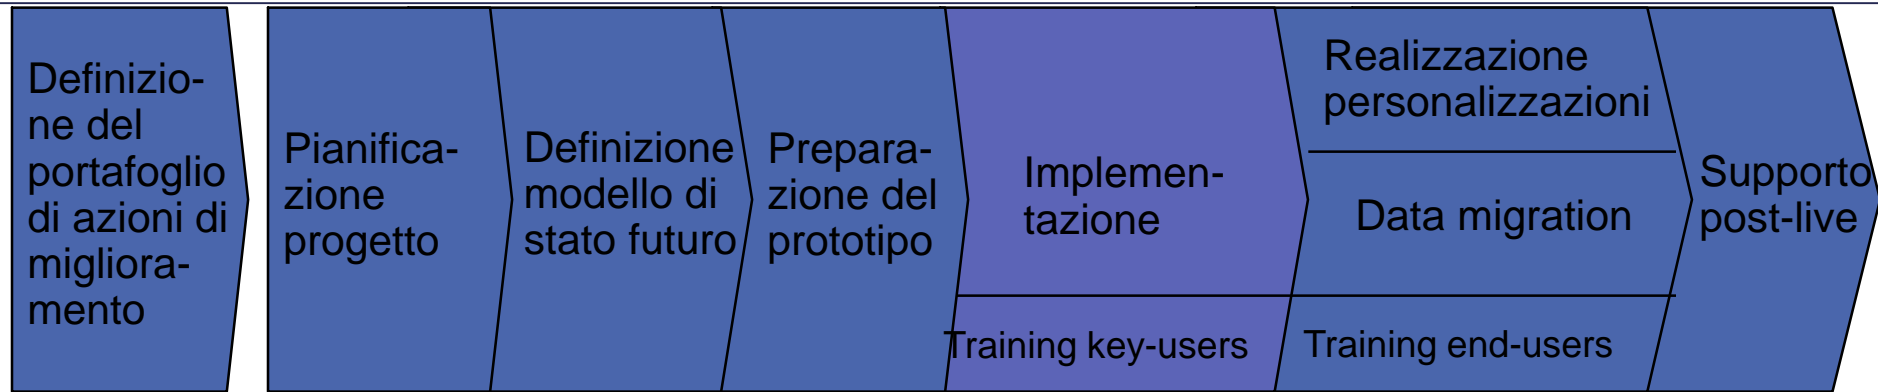 Definizio-
ne del
portafoglio
di azioni di
migliora-
mento
Pianifica-
zione
progetto
Definizione
modello di
stato futuro
Prepara-
zione del
prototipo
Implemen-
tazione
Training key-users
Realizzazione
personalizzazioni
Data migration
Training end-users
Supporto
post-live